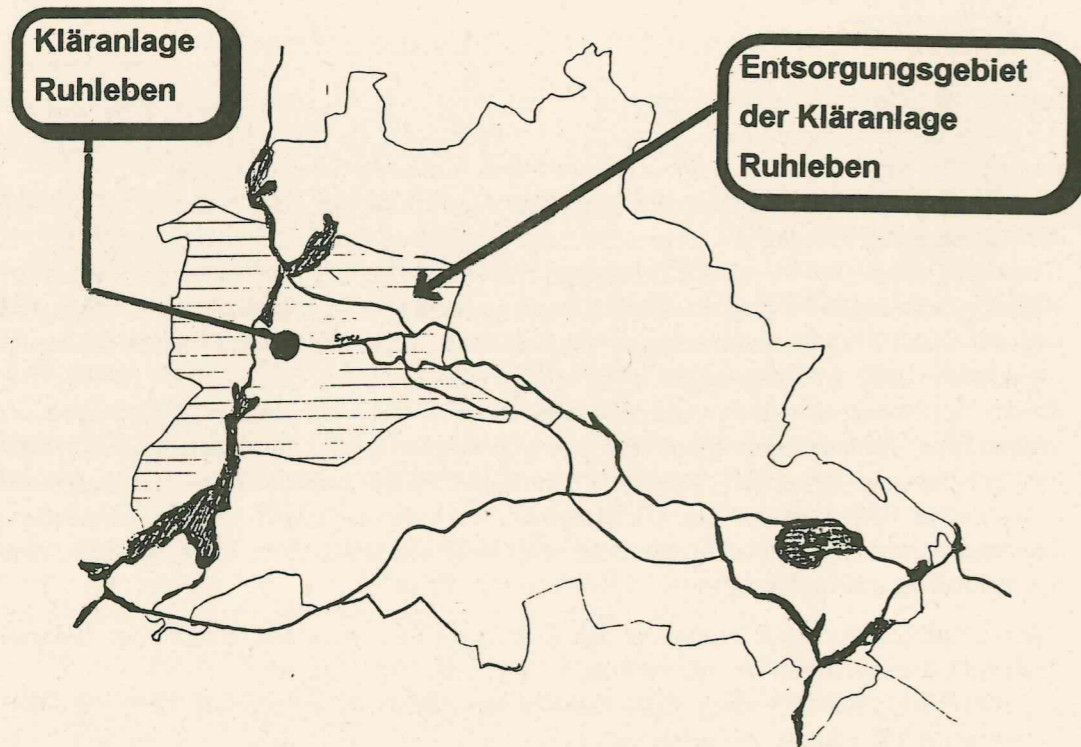 Kläranlage
Ruhleben
Entsorgungsgebiet
der Kläranlage
Ruhleben